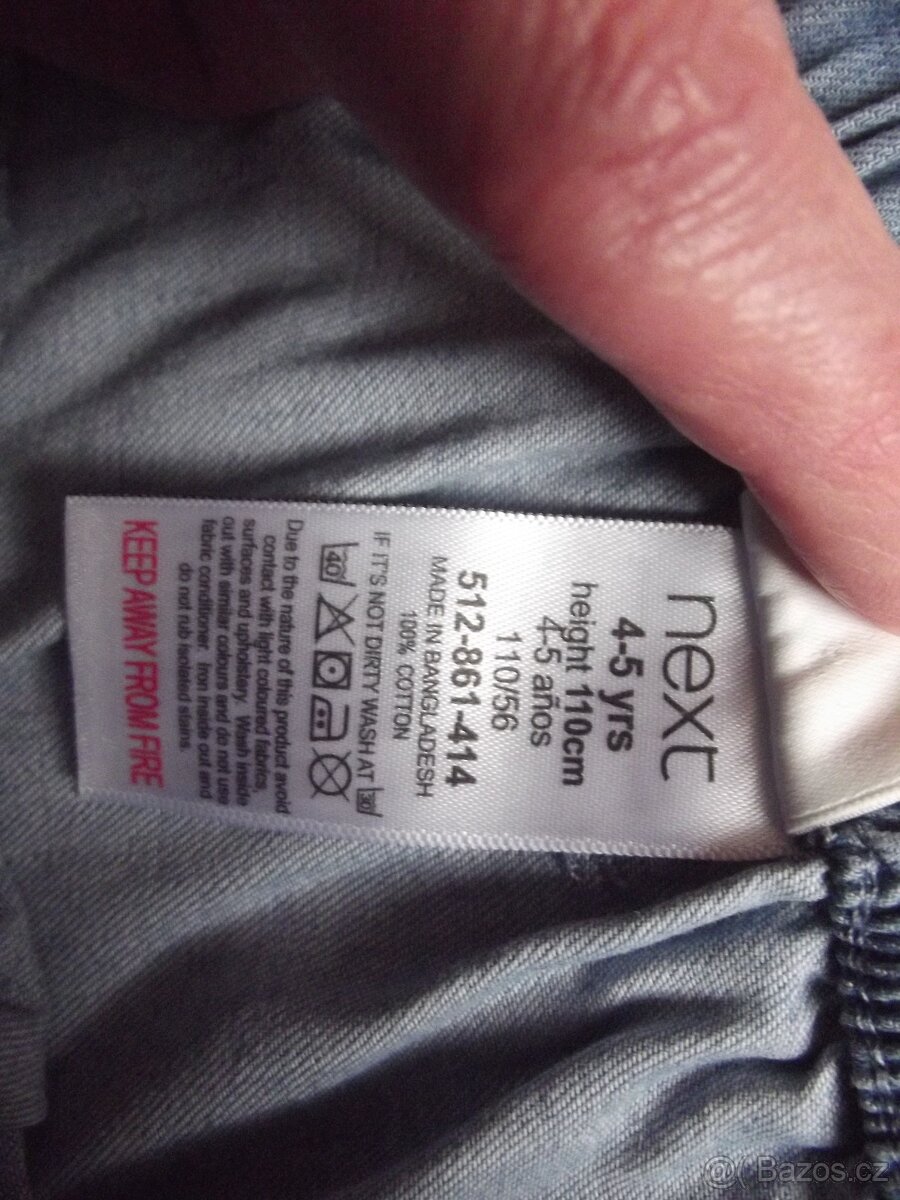 next
4-5 yrs
height 110cm
4-5 años
110/56
512-861-414
MADE IN BANGLADESH
100% COTTON
IF IT'S NOT DIRTY WASH AT 30
40
Due to the nature of this product avoid
contact with light coloured fabrics,
surfaces and upholstery. Wash inside
out with similar colours and do not use
fabric conditioner. Iron inside out and
do not rub isolated stains.
KEEP AWAY FROM FIRE
@( Bazos.cz